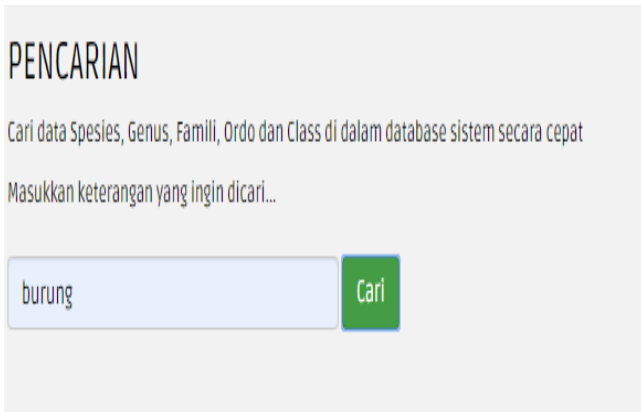 PENCARIAN
Cari data Spesies, Genus, Famili, Ordo dan Class di dalam database sistem secara cepat
Masukkan keterangan yang ingin dicari...
burung
Cari